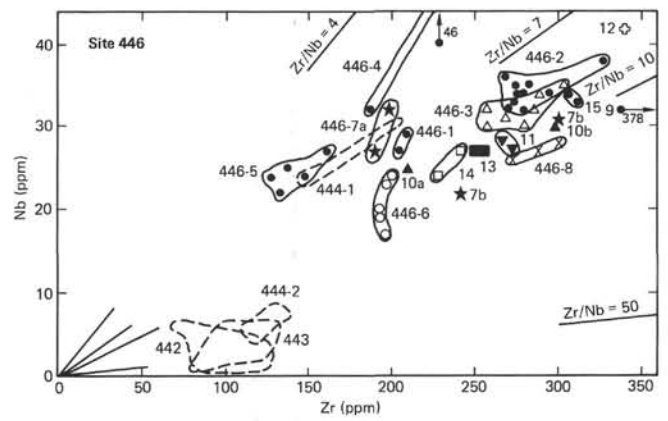 Site 446
Zr/Nb = 4
46
Zr/Nb = 7
12
446-2
Zr/Nb = 10
446-4
446-3
15
9
378
446-7a
446-1
7b
10b
11
446-5
444-1
10a
14
13
446-8
446-6
7b
444-2
442
443
Zr/Nb = 50
40
30
20
10
0
Nb (ppm)
0
50
100
150
200
250
300
350
Zr (ppm)